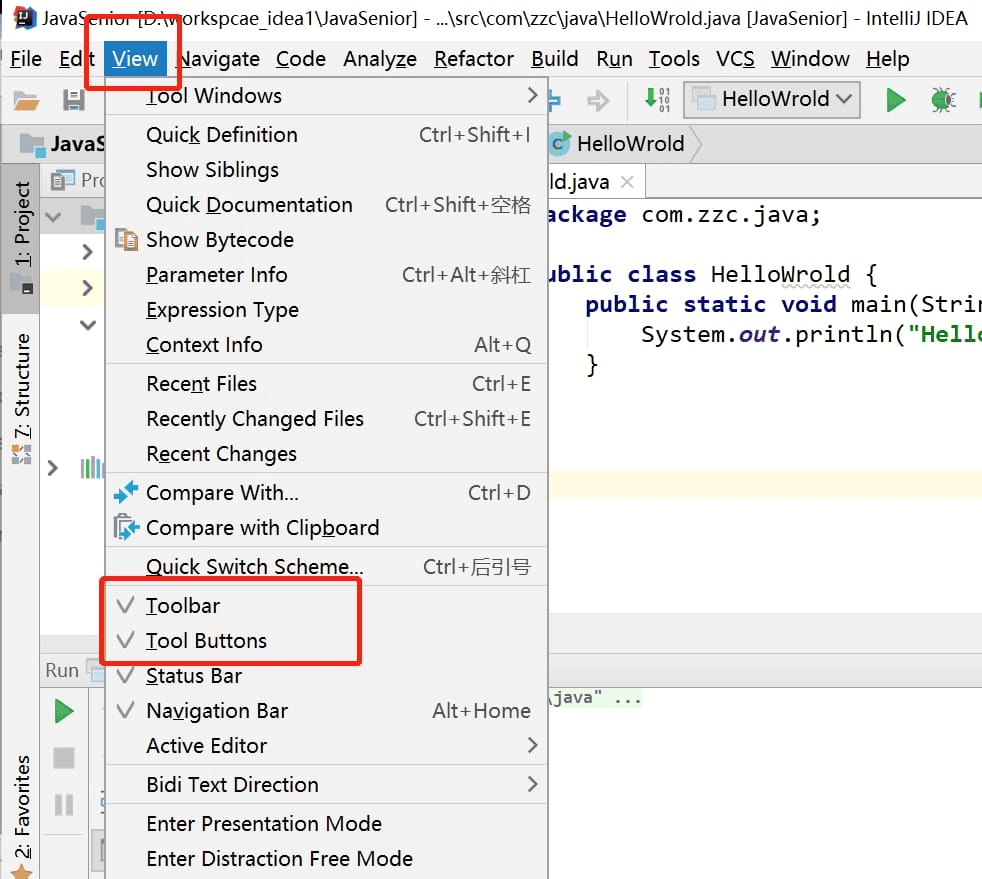 JavaSenior [D:\workspcae_idea1\JavaSenior] - ...\src\com\zzc\java\HelloWrold.java [JavaSenior] - IntelliJ IDEA
File Edit View Navigate Code Analyze Refactor Build Run Tools VCS Window Help
HelloWrold
Tool Windows
Quick Definition Ctrl+Shift+I
Show Siblings
Quick Documentation Ctrl+Shift+空格
Show Bytecode
Parameter Info Ctrl+Alt+斜杠
Expression Type
Context Info Alt+Q
Recent Files Ctrl+E
Recently Changed Files Ctrl+Shift+E
Recent Changes
Compare With... Ctrl+D
Compare with Clipboard
Quick Switch Scheme... Ctrl+后引号
Toolbar
Tool Buttons
Status Bar
Navigation Bar Alt+Home
Active Editor
Bidi Text Direction
Enter Presentation Mode
Enter Distraction Free Mode
JavaS
HelloWrold
Pro
ld.java
ackage com.zzc.java;
ublic class HelloWrold {
public static void main(Strin
System.out.println("Hello
}
1: Project
7: Structure
2: Favorites
Run
\java" ...